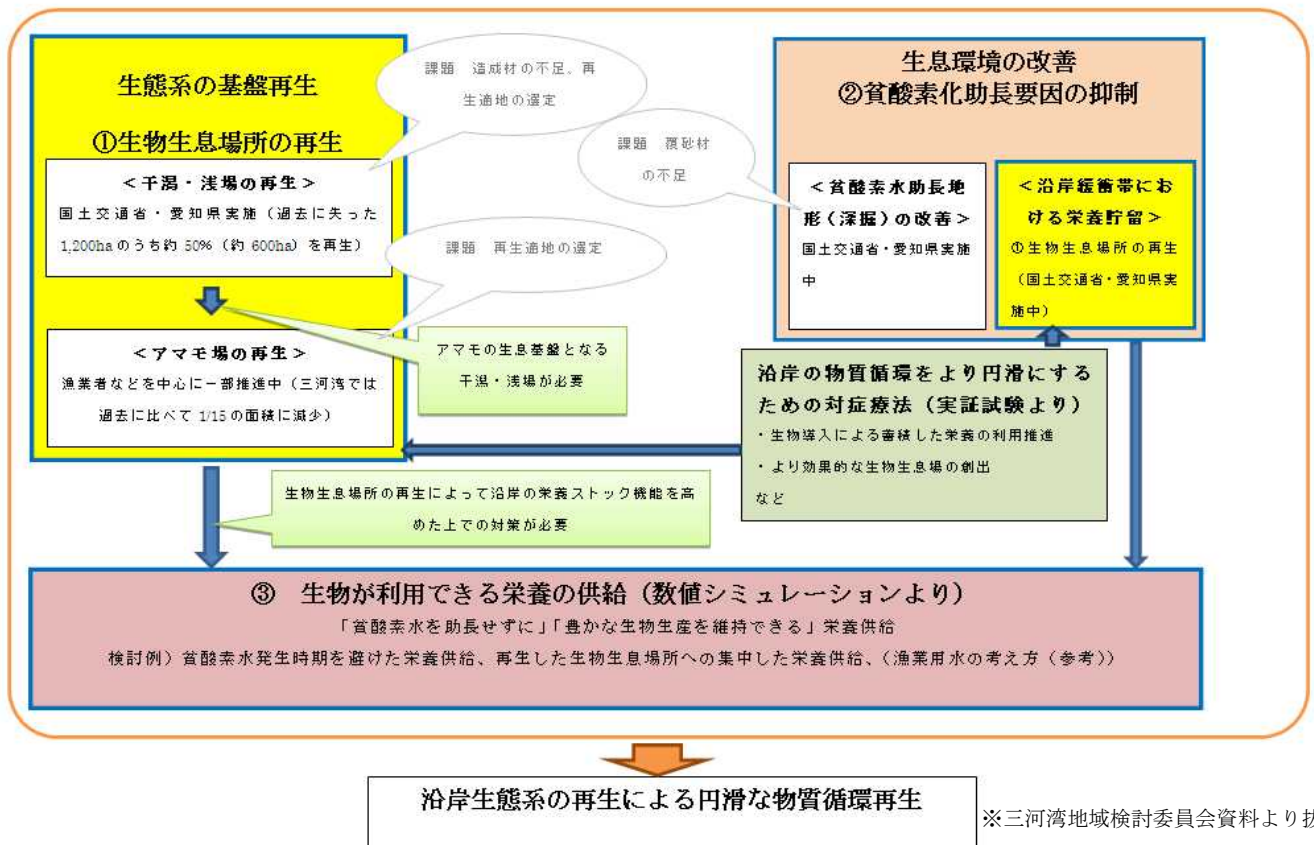 生態系の基盤再生
①生物生息場所の再生
課題　造成材の不足、再
生適地の選定
＜干潟・浅場の再生＞
国土交通省・愛知県実施（過去に失った
1,200haのうち約 50%（約 600ha）を再生）
課題　再生適地の選定
＜アマモ場の再生＞
漁業者などを中心に一部推進中（三河湾では
過去に比べて 1/15 の面積に減少）
アマモの生息基盤となる
干潟・浅場が必要
生息環境の改善
②貧酸素化助長要因の抑制
課題　覆砂材
の不足
＜貧酸素水助長地
形（深掘）の改善＞
国土交通省・愛知県実施
中
＜沿岸緩衝帯にお
ける栄養貯留＞
①生物生息場所の再生
（国土交通省・愛知県実
施中）
沿岸の物質循環をより円滑にする
ための対症療法（実証試験より）
・生物導入による蓄積した栄養の利用推進
・より効果的な生物生息場の創出
など
生物生息場所の再生によって沿岸の栄養ストック機能を高
めた上での対策が必要
③　生物が利用できる栄養の供給（数値シミュレーションより）
「貧酸素水を助長せずに」「豊かな生物生産を維持できる」栄養供給
検討例）貧酸素水発生時期を避けた栄養供給、再生した生物生息場所への集中した栄養供給、（漁業用水の考え方（参考））
沿岸生態系の再生による円滑な物質循環再生
※三河湾地域検討委員会資料より抜